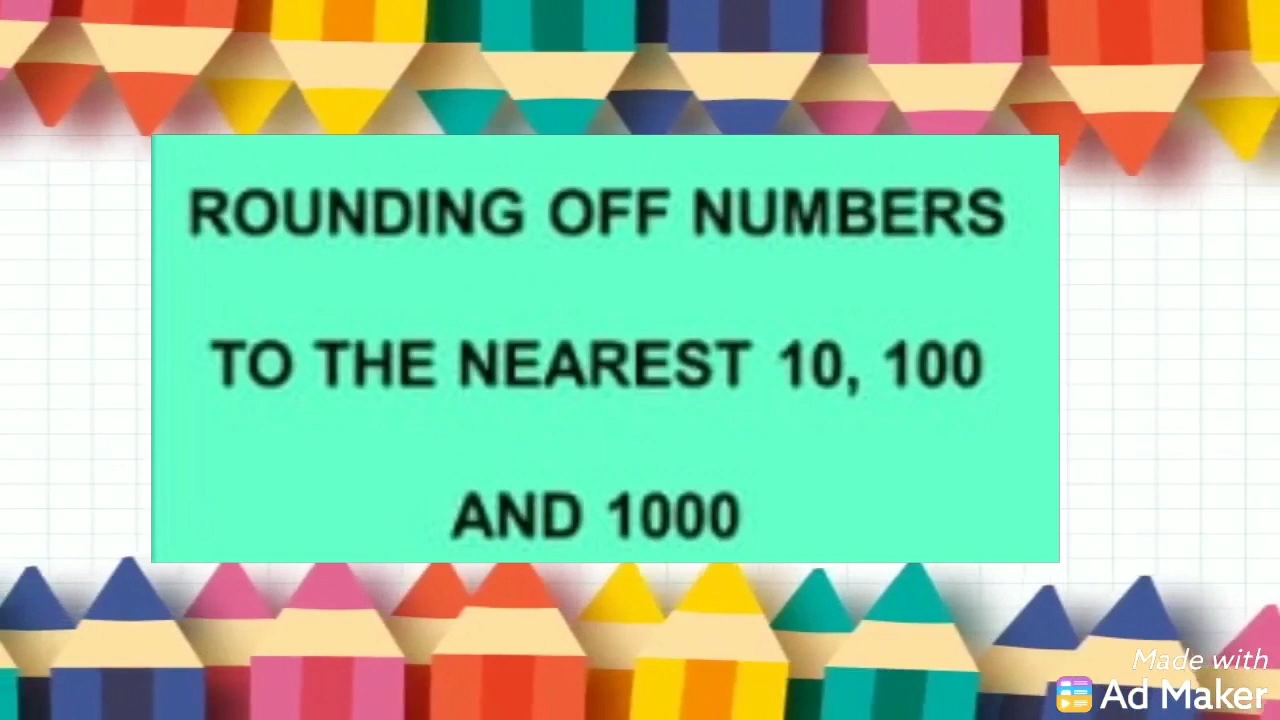 ROUNDING OFF NUMBERS
TO THE NEAREST 10, 100
AND 1000
Made with
Ad Maker